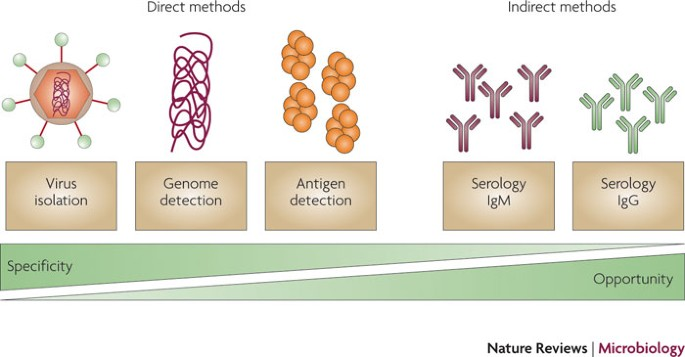 Direct methods
Indirect methods
Virus
isolation
Genome
detection
Antigen
detection
Serology
IgM
Serology
IgG
Specificity
Opportunity
Nature Reviews | Microbiology